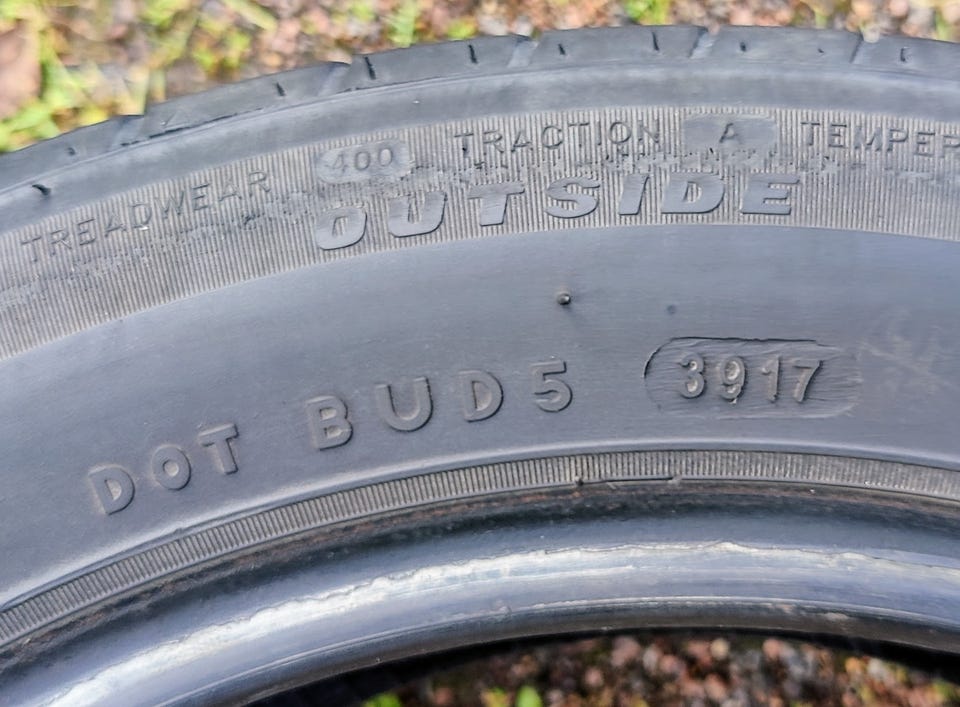 TREADWEAR 400 TRACTION A TEMPER
OUTSIDE
DOT BUD5 3917